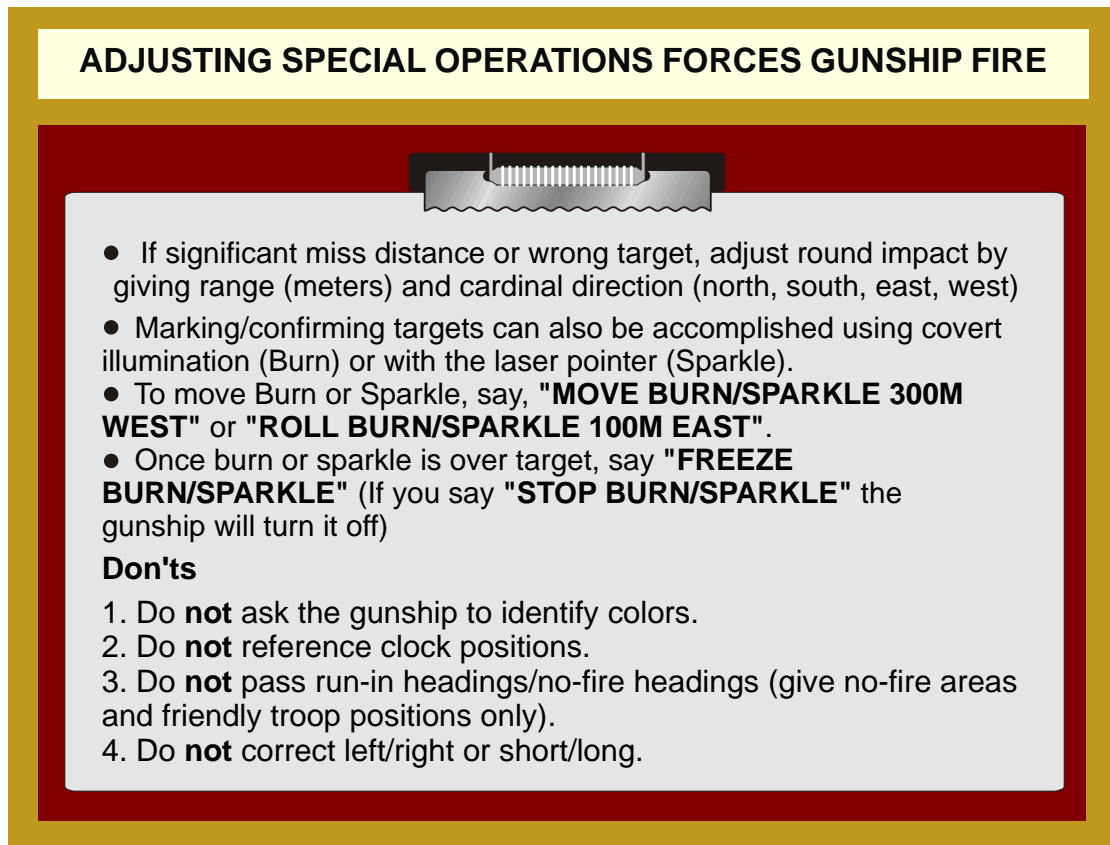 ADJUSTING SPECIAL OPERATIONS FORCES GUNSHIP FIRE
● If significant miss distance or wrong target, adjust round impact by
giving range (meters) and cardinal direction (north, south, east, west)
● Marking/confirming targets can also be accomplished using covert
illumination (Burn) or with the laser pointer (Sparkle).
● To move Burn or Sparkle, say, "MOVE BURN/SPARKLE 300M
WEST" or "ROLL BURN/SPARKLE 100M EAST".
● Once burn or sparkle is over target, say "FREEZE
BURN/SPARKLE" (If you say "STOP BURN/SPARKLE" the
gunship will turn it off)
Don'ts
1. Do not ask the gunship to identify colors.
2. Do not reference clock positions.
3. Do not pass run-in headings/no-fire headings (give no-fire areas
and friendly troop positions only).
4. Do not correct left/right or short/long.